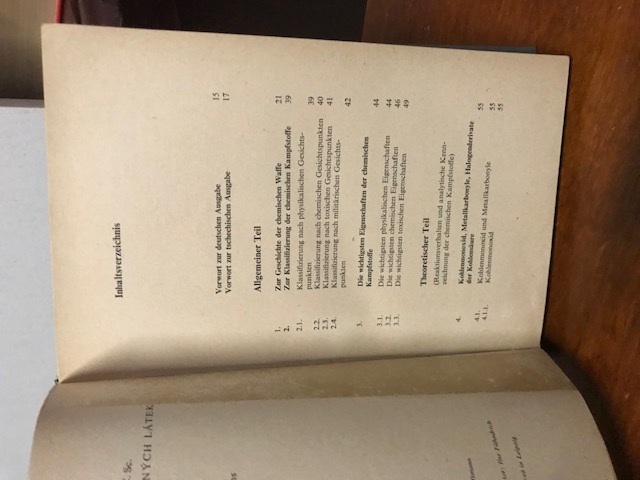 . Sc.
NÝCH LÁTEK
Inhaltsverzeichnis
Vorwort zur deutschen Ausgabe 15
Vorwort zur tschechischen Ausgabe 17
Allgemeiner Teil
1. Zur Geschichte der chemischen Waffe 21
2. Zur Klassifizierung der chemischen Kampfstoffe 39
2.1. Klassifizierung nach physikalischen Gesichts-
punkten 39
2.2. Klassifizierung nach chemischen Gesichtspunkten 40
2.3. Klassifizierung nach toxischen Gesichtspunkten 41
2.4. Klassifizierung nach militärischen Gesichts-
punkten 42
3. Die wichtigsten Eigenschaften der chemischen
Kampfstoffe 44
3.1. Die wichtigsten physikalischen Eigenschaften 44
3.2. Die wichtigsten chemischen Eigenschaften 46
3.3. Die wichtigsten toxischen Eigenschaften 49
Theoretischer Teil
(Reaktionsverhalten und analytische Kenn-
zeichnung der chemischen Kampfstoffe)
4. Kohlenmonoxid, Metallkarbonyle, Halogenderivate
der Kohlensäure 55
4.1. Kohlenmonoxid und Metallkarbonyle 55
4.1.1. Kohlenmonoxid 55